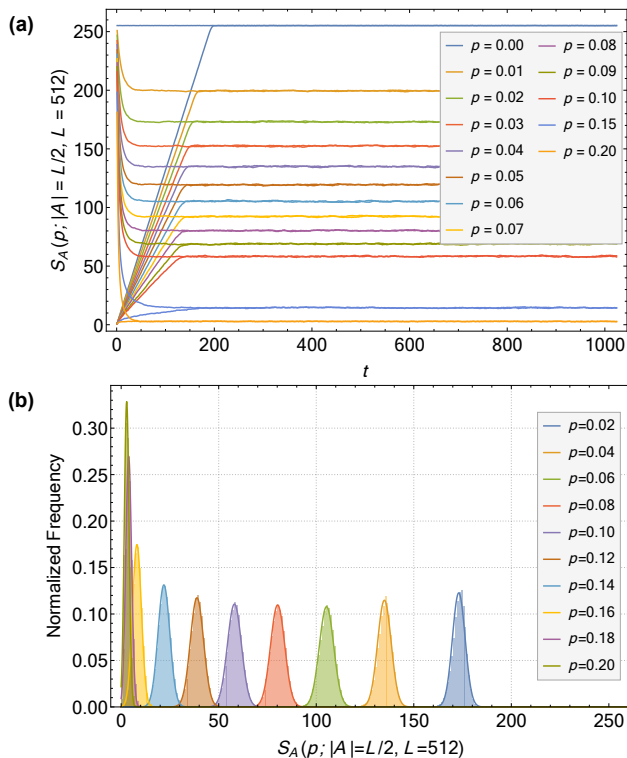 (a)
S_A(p; |A| = L/2, L = 512)
250
200
150
100
50
0
0 200 400 600 800 1000
t
p = 0.00
p = 0.01
p = 0.02
p = 0.03
p = 0.04
p = 0.05
p = 0.06
p = 0.07
p = 0.08
p = 0.09
p = 0.10
p = 0.15
p = 0.20
(b)
Normalized Frequency
0.30
0.25
0.20
0.15
0.10
0.05
0.00
0 50 100 150 200 250
S_A(p; |A|=L/2, L=512)
p=0.02
p=0.04
p=0.06
p=0.08
p=0.10
p=0.12
p=0.14
p=0.16
p=0.18
p=0.20